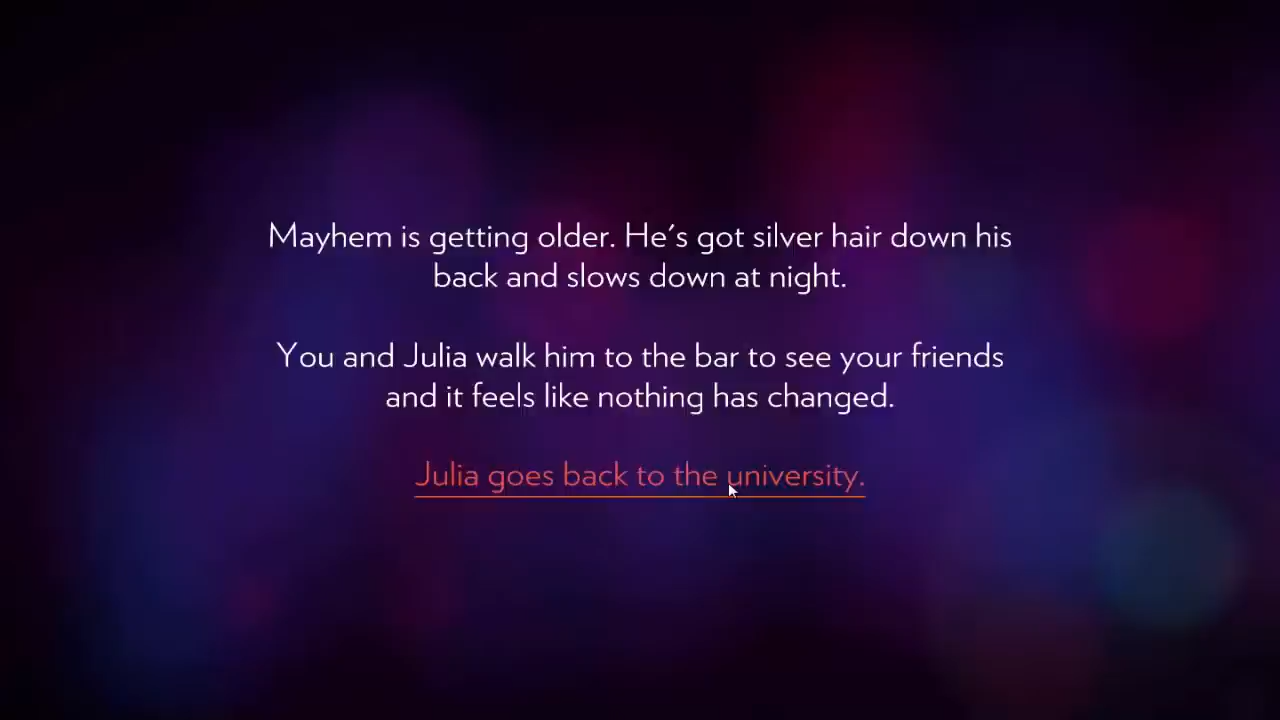 Mayhem is getting older. He's got silver hair down his
back and slows down at night.
You and Julia walk him to the bar to see your friends
and it feels like nothing has changed.
Julia goes back to the university.